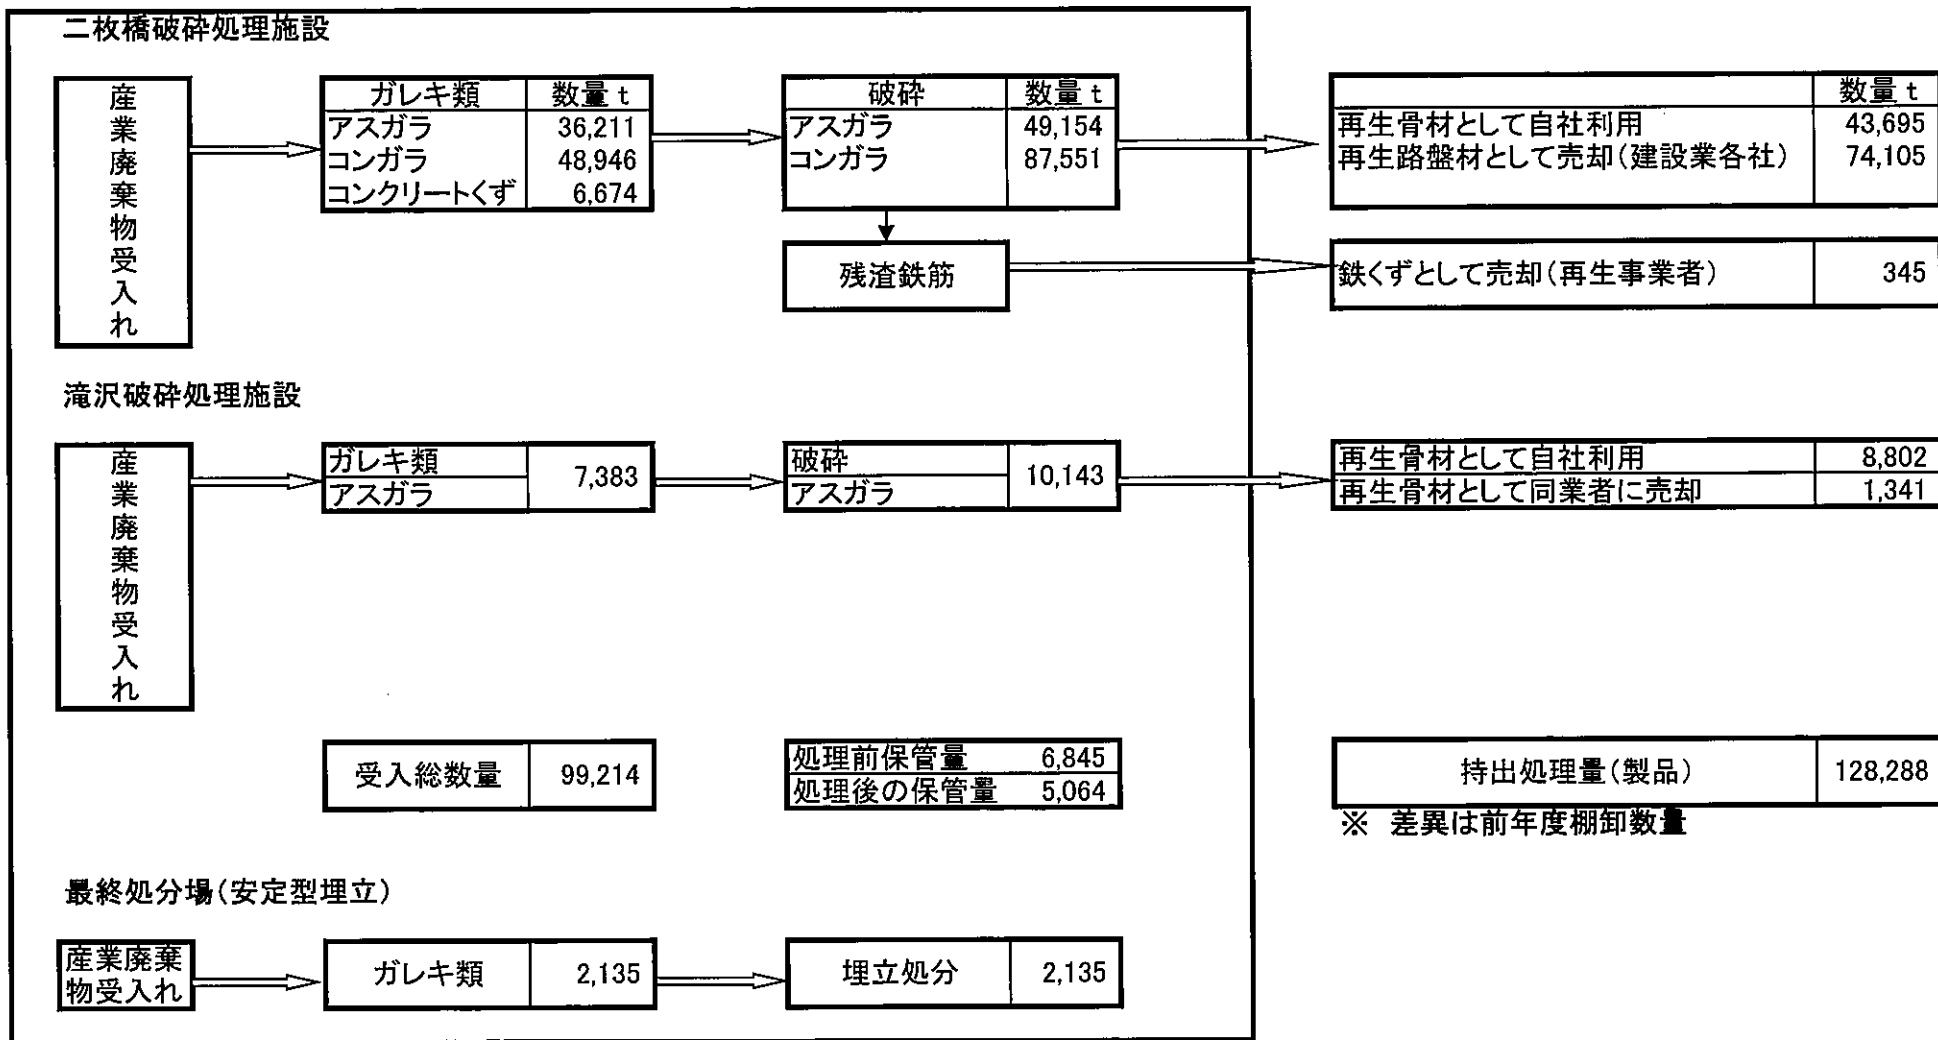 二枚橋破砕処理施設
産業廃棄物受入れ
ガレキ類 数量ｔ
アスガラ 36,211
コンガラ 48,946
コンクリートくず 6,674
破砕 数量ｔ
アスガラ 49,154
コンガラ 87,551
数量ｔ
再生骨材として自社利用 43,695
再生路盤材として売却(建設業各社) 74,105
残渣鉄筋
鉄くずとして売却(再生事業者) 345
滝沢破砕処理施設
産業廃棄物受入れ
ガレキ類
アスガラ
7,383
破砕
アスガラ
10,143
再生骨材として自社利用 8,802
再生骨材として同業者に売却 1,341
受入総数量 99,214
処理前保管量 6,845
処理後の保管量 5,064
持出処理量(製品) 128,288
※ 差異は前年度棚卸数量
最終処分場(安定型埋立)
産業廃棄
物受入れ
ガレキ類 2,135
埋立処分 2,135